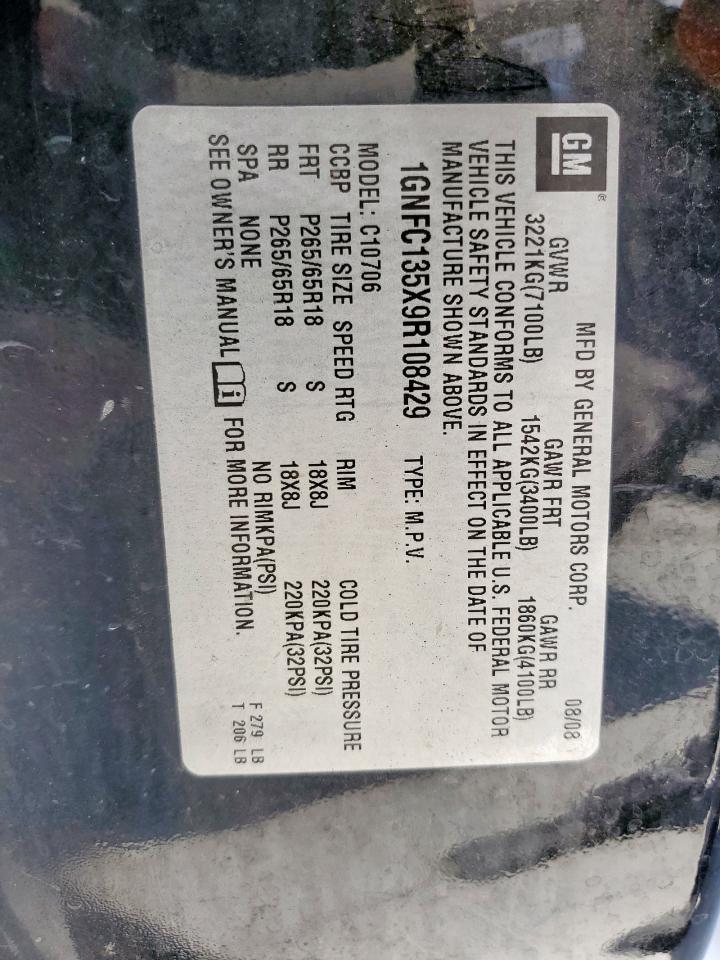 GM®
MFD BY GENERAL MOTORS CORP. 08/08
GVWR GAWR FRT GAWR RR
3221KG(7100LB) 1542KG(3400LB) 1860KG(4100LB)
THIS VEHICLE CONFORMS TO ALL APPLICABLE U.S. FEDERAL MOTOR
VEHICLE SAFETY STANDARDS IN EFFECT ON THE DATE OF
MANUFACTURE SHOWN ABOVE.
1GNFC135X9R108429 TYPE: M.P.V.
MODEL: C10706
CCBP TIRE SIZE SPEED RTG RIM COLD TIRE PRESSURE
FRT P265/65R18 S 18X8J 220KPA(32PSI)
RR P265/65R18 S 18X8J 220KPA(32PSI)
SPA NONE NO RIMKPA(PSI)
SEE OWNER'S MANUAL FOR MORE INFORMATION.
F 279 LB
T 206 LB